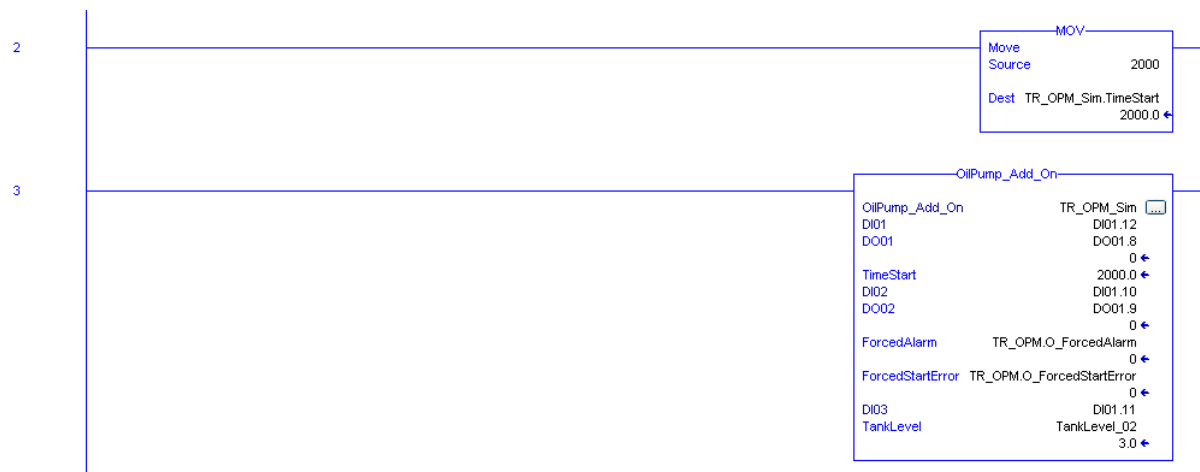 2
MOV
Move
Source 2000
Dest TR_OPM_Sim.TimeStart
2000.0
3
OilPump_Add_On
OilPump_Add_On TR_OPM_Sim ...
DI01 DI01.12
DO01 DO01.8
0
TimeStart 2000.0
DI02 DI01.10
DO02 DO01.9
0
ForcedAlarm TR_OPM.O_ForcedAlarm
0
ForcedStartError TR_OPM.O_ForcedStartError
0
DI03 DI01.11
TankLevel TankLevel_02
3.0